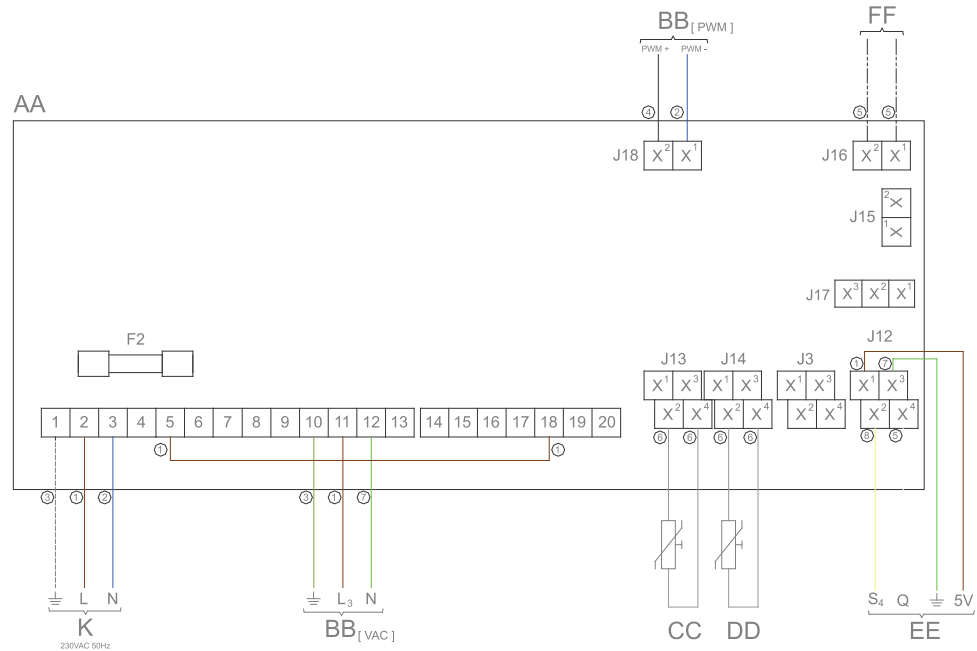 BB[ PWM ] FF
PWM + PWM -
AA
4 2 5 5
J18 X2 X1 J16 X2 X1
2X
J15
1X
J17 X3 X2 X1
F2 J12
1 7
J13 J14 J3
X1 X3 X1 X3 X1 X3 X1 X3
X2 X4 X2 X4 X2 X4 X2 X4
1 2 3 4 5 6 7 8 9 10 11 12 13 14 15 16 17 18 19 20
6 6 6 6 8 5
1 1
3 1 2 3 1 7
L N L3 N S4 Q 5V
K BB[ VAC ] CC DD EE
230VAC 50Hz